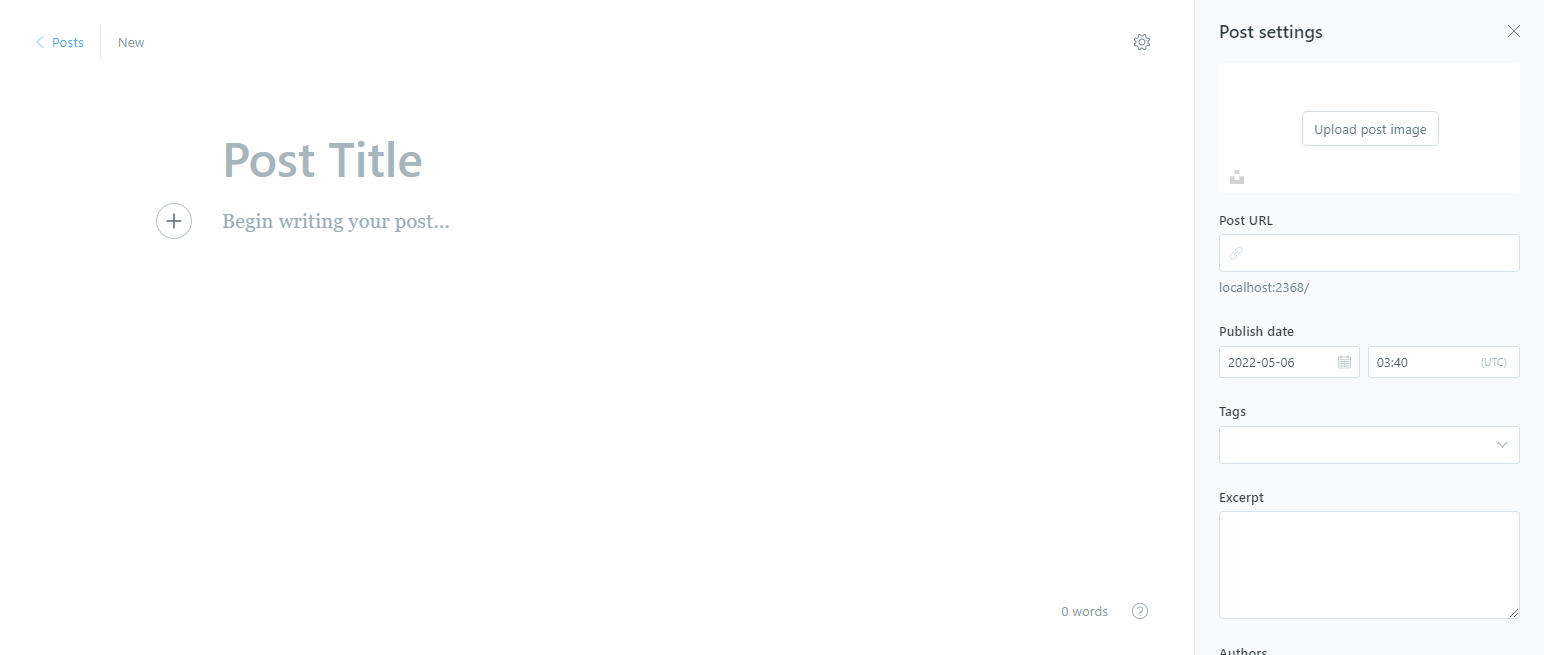 Posts
New
Post Title
Begin writing your post...
0 words
Post settings
Upload post image
Post URL
localhost:2368/
Publish date
2022-05-06
03:40 (UTC)
Tags
Excerpt
Authors